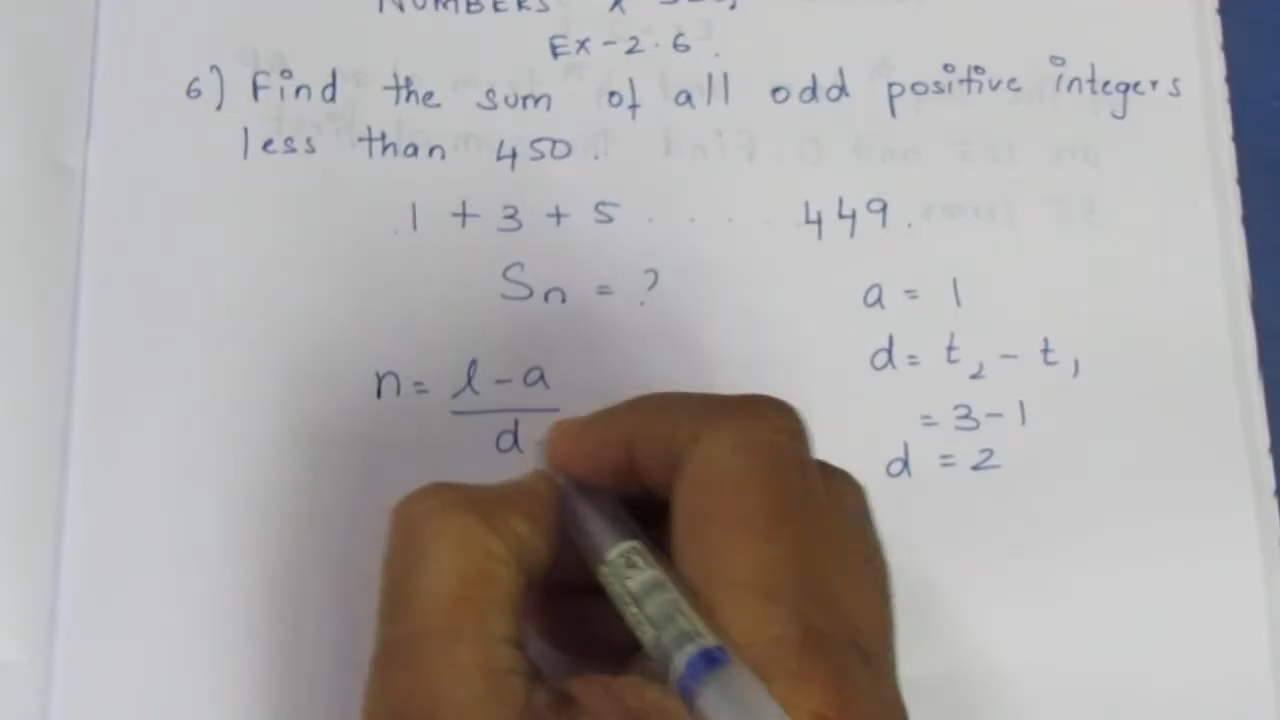 NUMBERS
Ex-2.6.
6) Find the sum of all odd positive integers
less than 450.
1 + 3 + 5 . . . . 449.
Sn = ?
a = 1
d = t2 - t1
= 3 - 1
d = 2
n = l - a
d